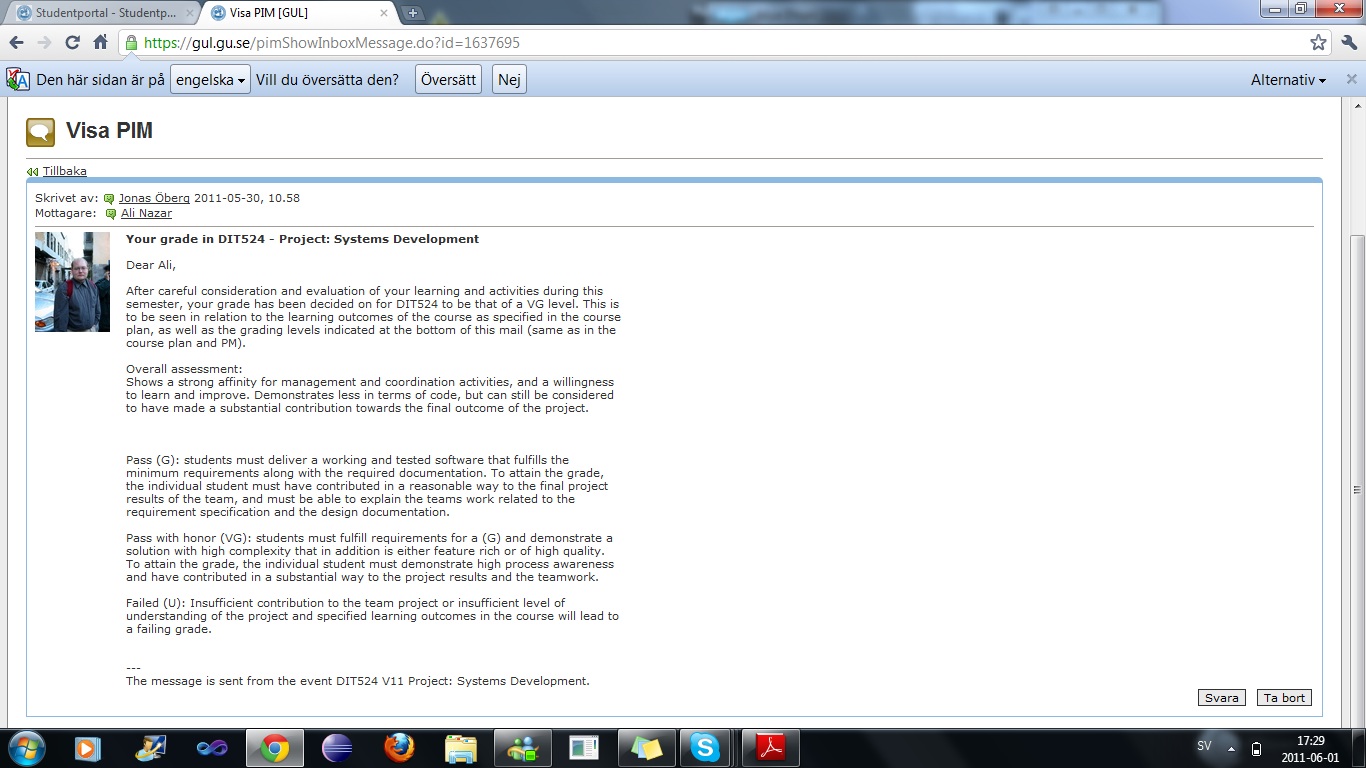 Studentportal - Studentp...
Visa PIM [GUL]
https://gul.gu.se/pimShowInboxMessage.do?id=1637695
Den här sidan är på engelska Vill du översätta den? Översätt Nej Alternativ
Visa PIM
Tillbaka
Skrivet av: Jonas Öberg 2011-05-30, 10.58
Mottagare: Ali Nazar
Your grade in DIT524 - Project: Systems Development
Dear Ali,
After careful consideration and evaluation of your learning and activities during this
semester, your grade has been decided on for DIT524 to be that of a VG level. This is
to be seen in relation to the learning outcomes of the course as specified in the course
plan, as well as the grading levels indicated at the bottom of this mail (same as in the
course plan and PM).
Overall assessment:
Shows a strong affinity for management and coordination activities, and a willingness
to learn and improve. Demonstrates less in terms of code, but can still be considered
to have made a substantial contribution towards the final outcome of the project.
Pass (G): students must deliver a working and tested software that fulfills the
minimum requirements along with the required documentation. To attain the grade,
the individual student must have contributed in a reasonable way to the final project
results of the team, and must be able to explain the teams work related to the
requirement specification and the design documentation.
Pass with honor (VG): students must fulfill requirements for a (G) and demonstrate a
solution with high complexity that in addition is either feature rich or of high quality.
To attain the grade, the individual student must demonstrate high process awareness
and have contributed in a substantial way to the project results and the teamwork.
Failed (U): Insufficient contribution to the team project or insufficient level of
understanding of the project and specified learning outcomes in the course will lead to
a failing grade.
---
The message is sent from the event DIT524 V11 Project: Systems Development.
Svara Ta bort
SV
17:29
2011-06-01